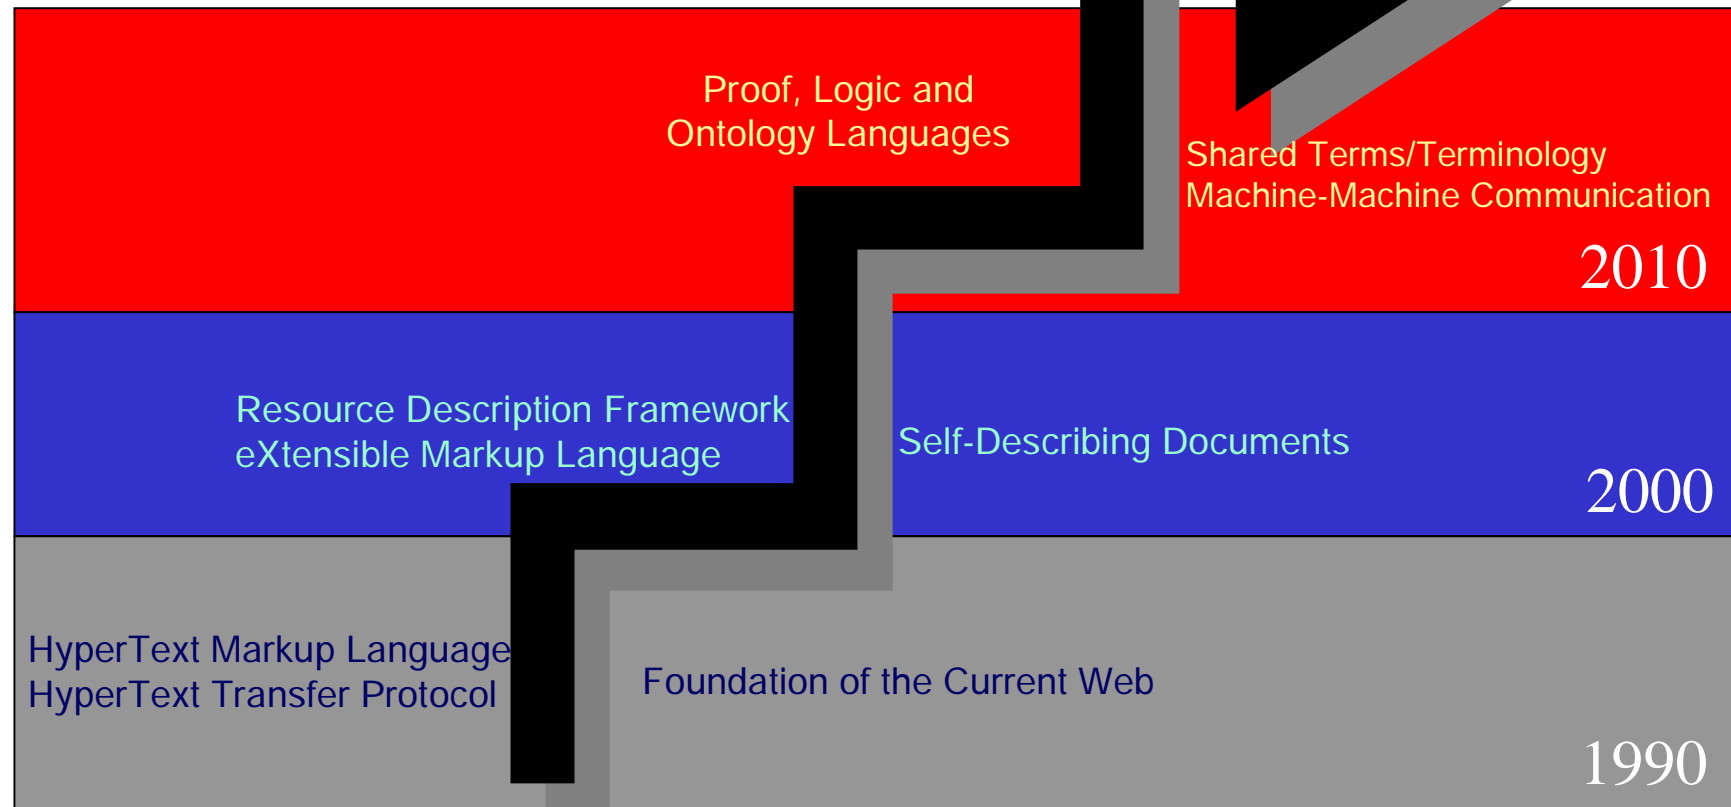 Proof, Logic and
Ontology Languages
Shared Terms/Terminology
Machine-Machine Communication
2010
Resource Description Framework
eXtensible Markup Language
Self-Describing Documents
2000
HyperText Markup Language
HyperText Transfer Protocol
Foundation of the Current Web
1990